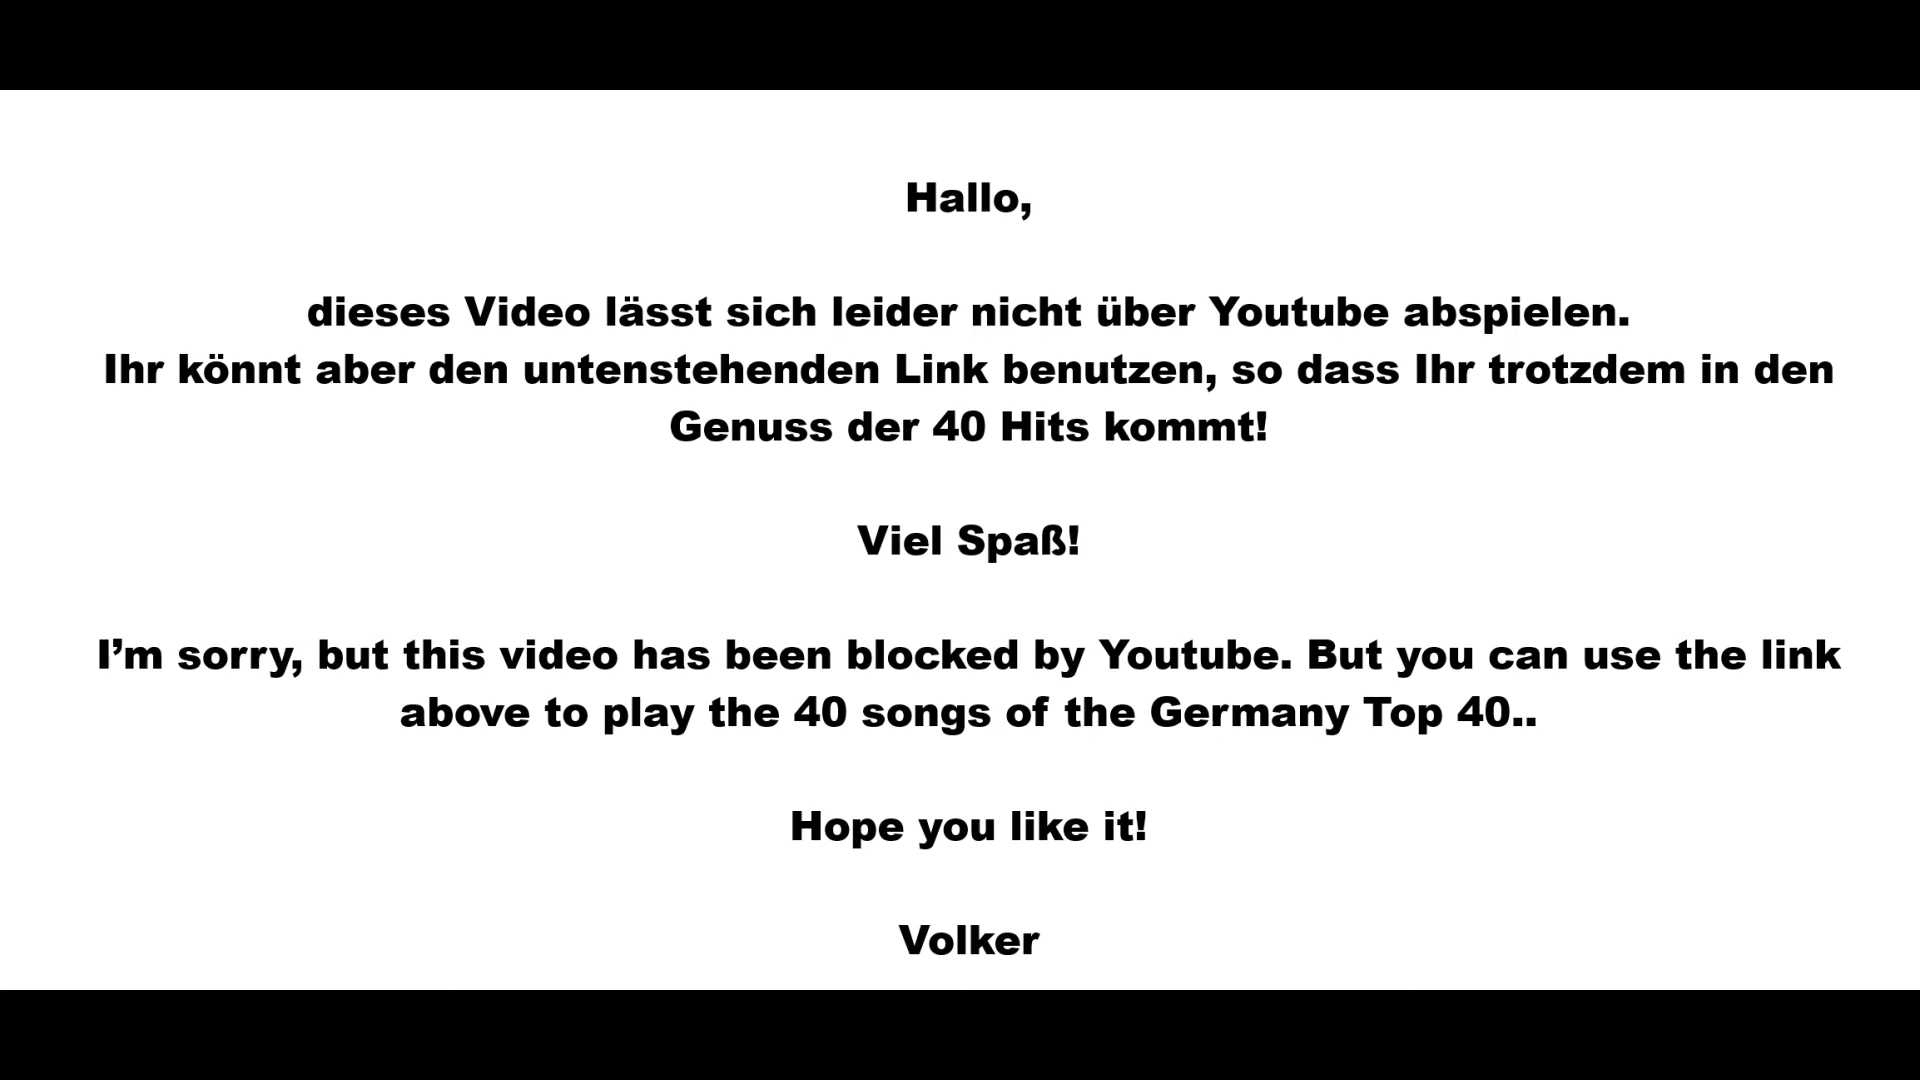 Hallo,
dieses Video lässt sich leider nicht über Youtube abspielen.
Ihr könnt aber den untenstehenden Link benutzen, so dass Ihr trotzdem in den
Genuss der 40 Hits kommt!
Viel Spaß!
I’m sorry, but this video has been blocked by Youtube. But you can use the link
above to play the 40 songs of the Germany Top 40..
Hope you like it!
Volker